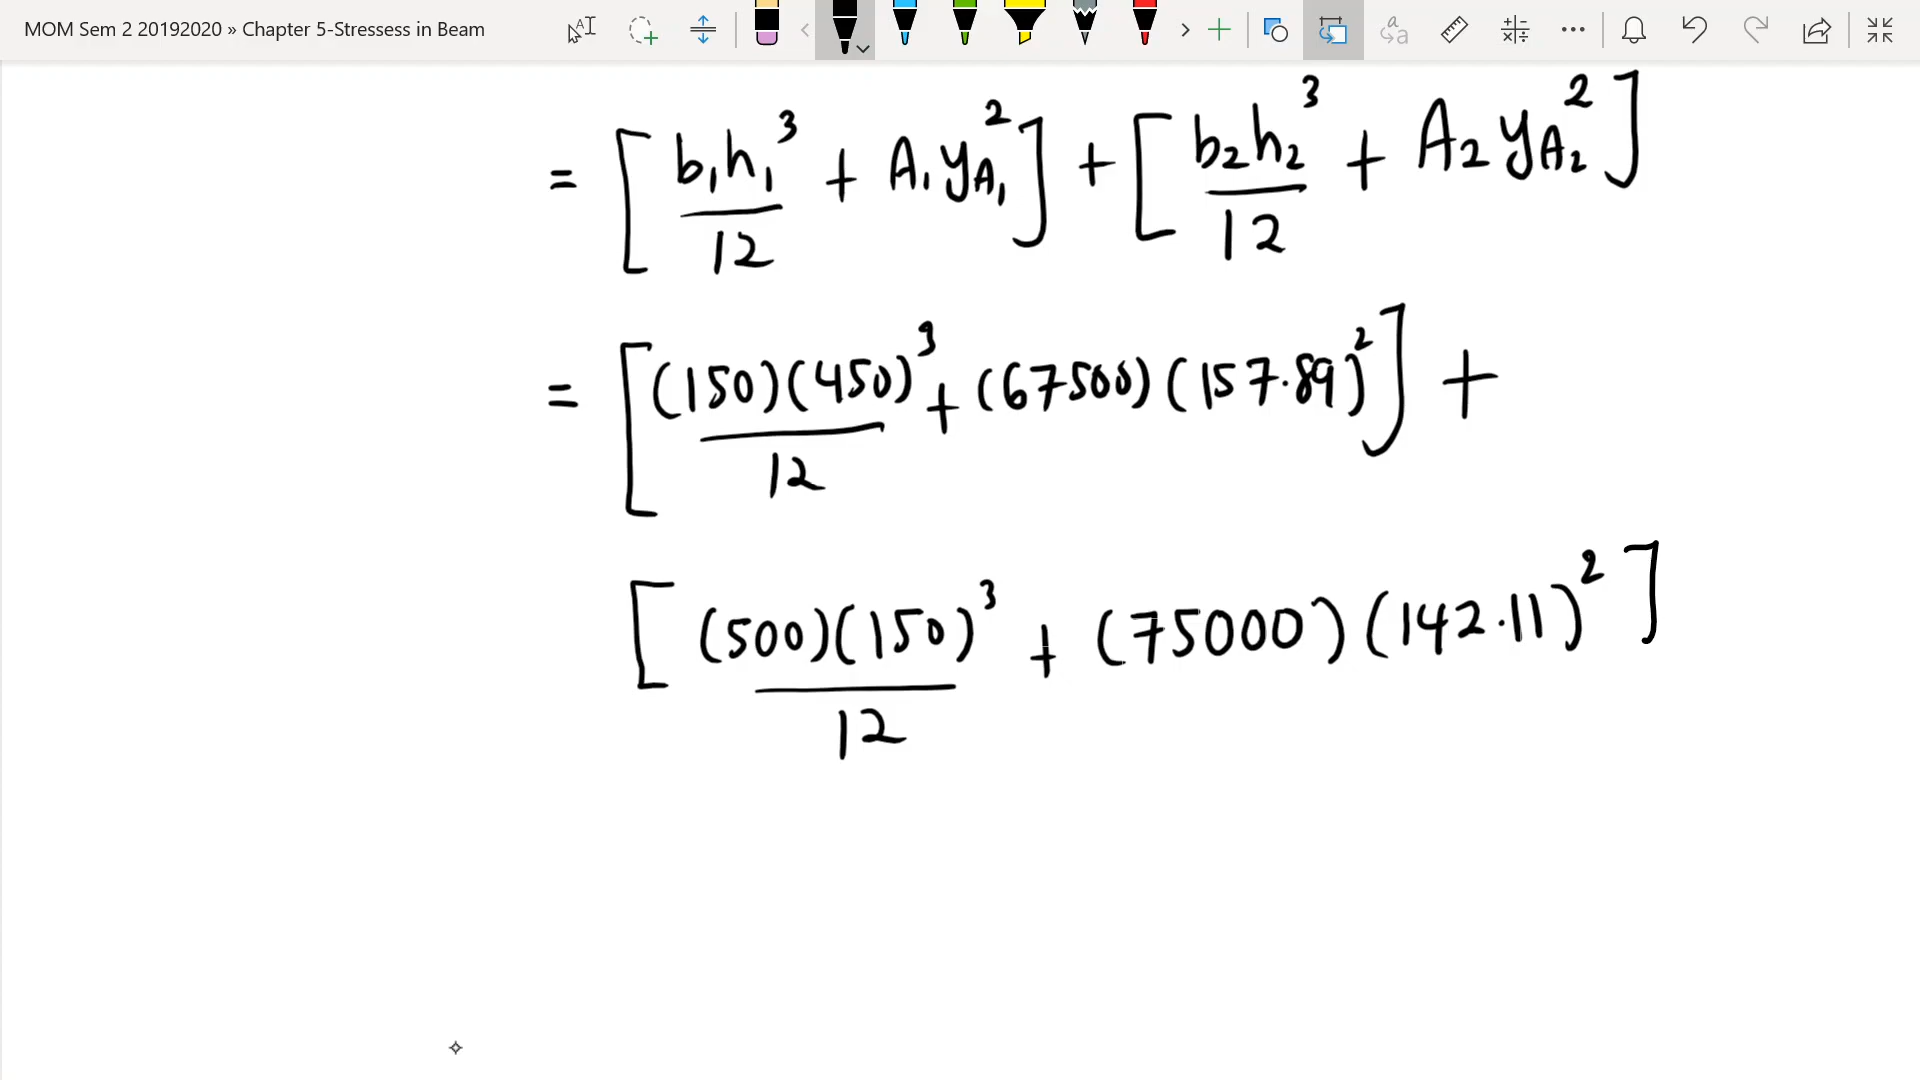 MOM Sem 2 20192020 » Chapter 5-Stressess in Beam
= [b₁h₁³/12 + A₁yA₁²] + [b₂h₂³/12 + A₂yA₂²]
= [(150)(450)³/12 + (67500)(157.89)²] +
[(500)(150)³/12 + (75000)(142.11)²]